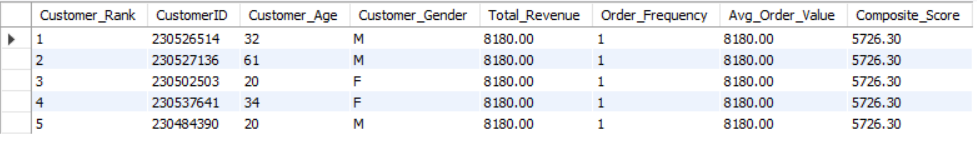 Customer_Rank CustomerID Customer_Age Customer_Gender Total_Revenue Order_Frequency Avg_Order_Value Composite_Score
1 230526514 32 M 8180.00 1 8180.00 5726.30
2 230527136 61 M 8180.00 1 8180.00 5726.30
3 230502503 20 F 8180.00 1 8180.00 5726.30
4 230537641 34 F 8180.00 1 8180.00 5726.30
5 230484390 20 M 8180.00 1 8180.00 5726.30